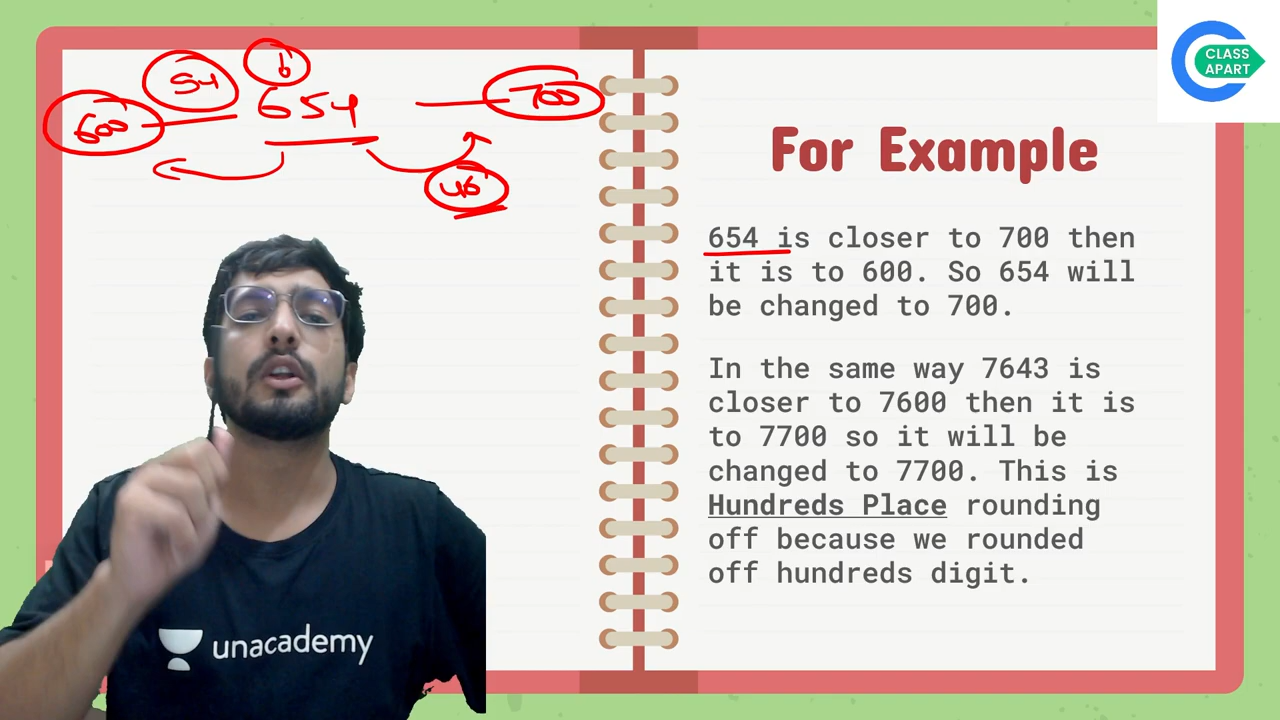 CLASS
APART
54
600
654
700
46
For Example
654 is closer to 700 then
it is to 600. So 654 will
be changed to 700.
In the same way 7643 is
closer to 7600 then it is
to 7700 so it will be
changed to 7700. This is
Hundreds Place rounding
off because we rounded
off hundreds digit.
unacademy